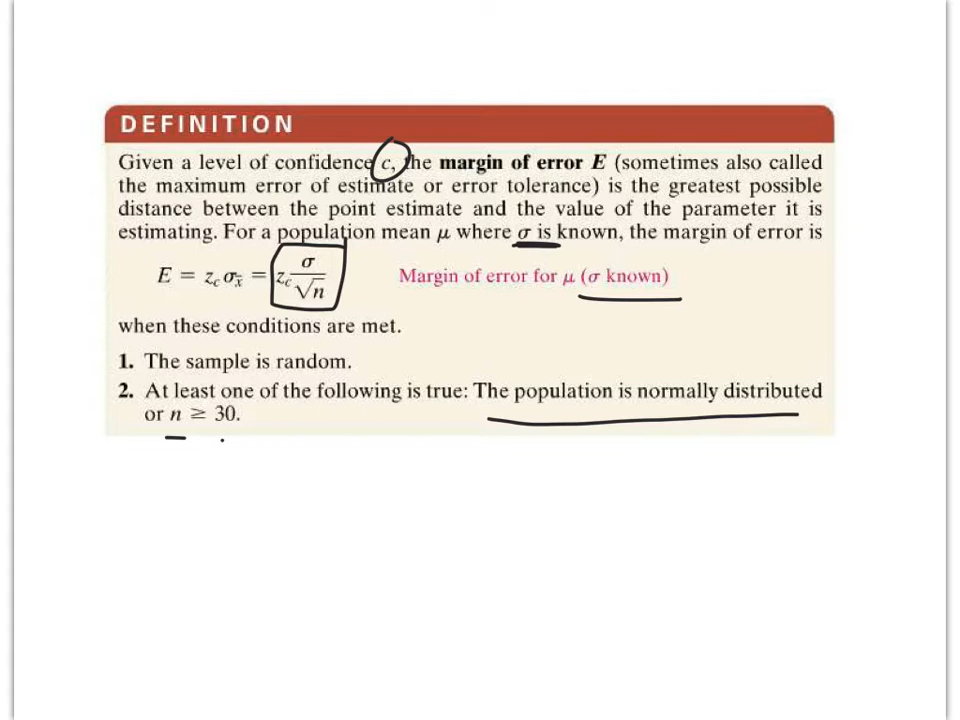 DEFINITION
Given a level of confidence c, the margin of error E (sometimes also called
the maximum error of estimate or error tolerance) is the greatest possible
distance between the point estimate and the value of the parameter it is
estimating. For a population mean μ where σ is known, the margin of error is
E = z_c σ_x̄ = z_c σ/√n Margin of error for μ (σ known)
when these conditions are met.
1. The sample is random.
2. At least one of the following is true: The population is normally distributed
or n ≥ 30.